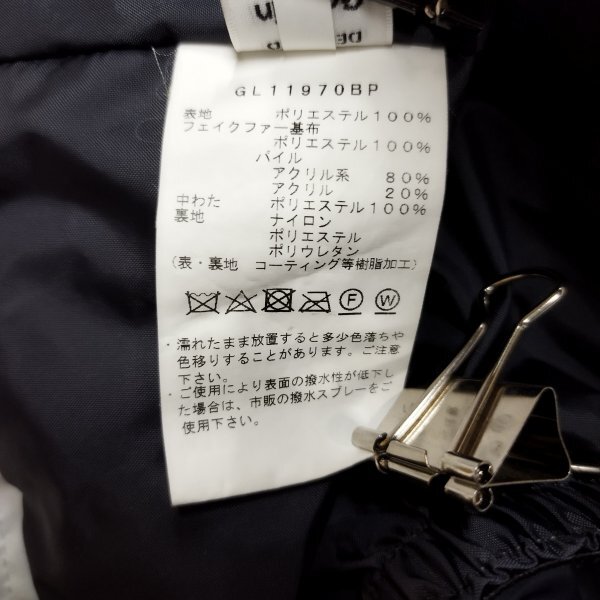 GL11970BP
表地 ポリエステル100%
フェイクファー基布
ポリエステル100%
パイル
アクリル系 80%
アクリル 20%
中わた ポリエステル100%
裏地 ナイロン
ポリエステル
ポリウレタン
(表・裏地 コーティング等樹脂加工)
F W
・濡れたまま放置すると多少色落ちや
色移りすることがあります。ご注意
下さい。
・ご使用により表面の撥水性が低下し
た場合は、市販の撥水スプレーをご
使用下さい。